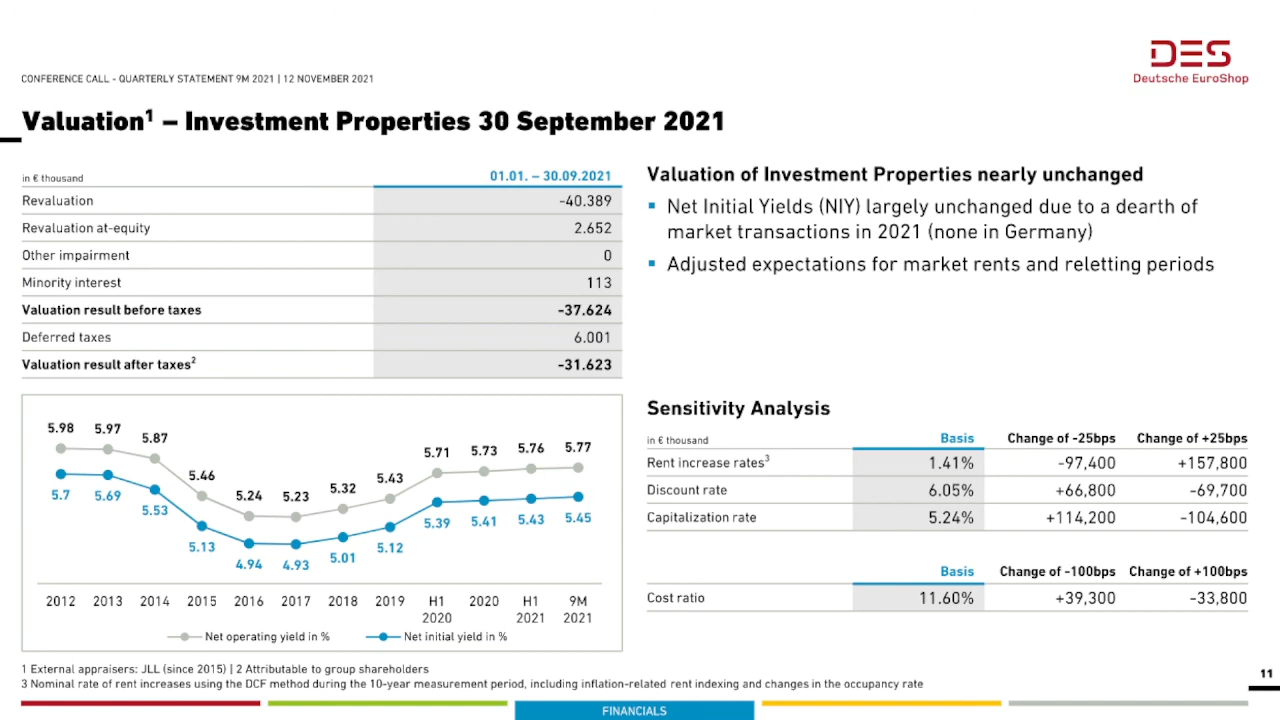 DES
Deutsche EuroShop
CONFERENCE CALL - QUARTERLY STATEMENT 9M 2021 | 12 NOVEMBER 2021
Valuation¹ – Investment Properties 30 September 2021
in € thousand 01.01. – 30.09.2021
Revaluation -40.389
Revaluation at-equity 2.652
Other impairment 0
Minority interest 113
Valuation result before taxes -37.624
Deferred taxes 6.001
Valuation result after taxes² -31.623
Valuation of Investment Properties nearly unchanged
▪ Net Initial Yields (NIY) largely unchanged due to a dearth of
market transactions in 2021 (none in Germany)
▪ Adjusted expectations for market rents and reletting periods
5.98 5.97 5.87 5.46 5.24 5.23 5.32 5.43 5.71 5.73 5.76 5.77
5.7 5.69 5.53 5.13 4.94 4.93 5.01 5.12 5.39 5.41 5.43 5.45
2012 2013 2014 2015 2016 2017 2018 2019 H1 2020 H1 9M
2020 2021 2021
Net operating yield in % Net initial yield in %
Sensitivity Analysis
in € thousand Basis Change of -25bps Change of +25bps
Rent increase rates³ 1.41% -97,400 +157,800
Discount rate 6.05% +66,800 -69,700
Capitalization rate 5.24% +114,200 -104,600
Basis Change of -100bps Change of +100bps
Cost ratio 11.60% +39,300 -33,800
1 External appraisers: JLL (since 2015) | 2 Attributable to group shareholders
3 Nominal rate of rent increases using the DCF method during the 10-year measurement period, including inflation-related rent indexing and changes in the occupancy rate
11
FINANCIALS